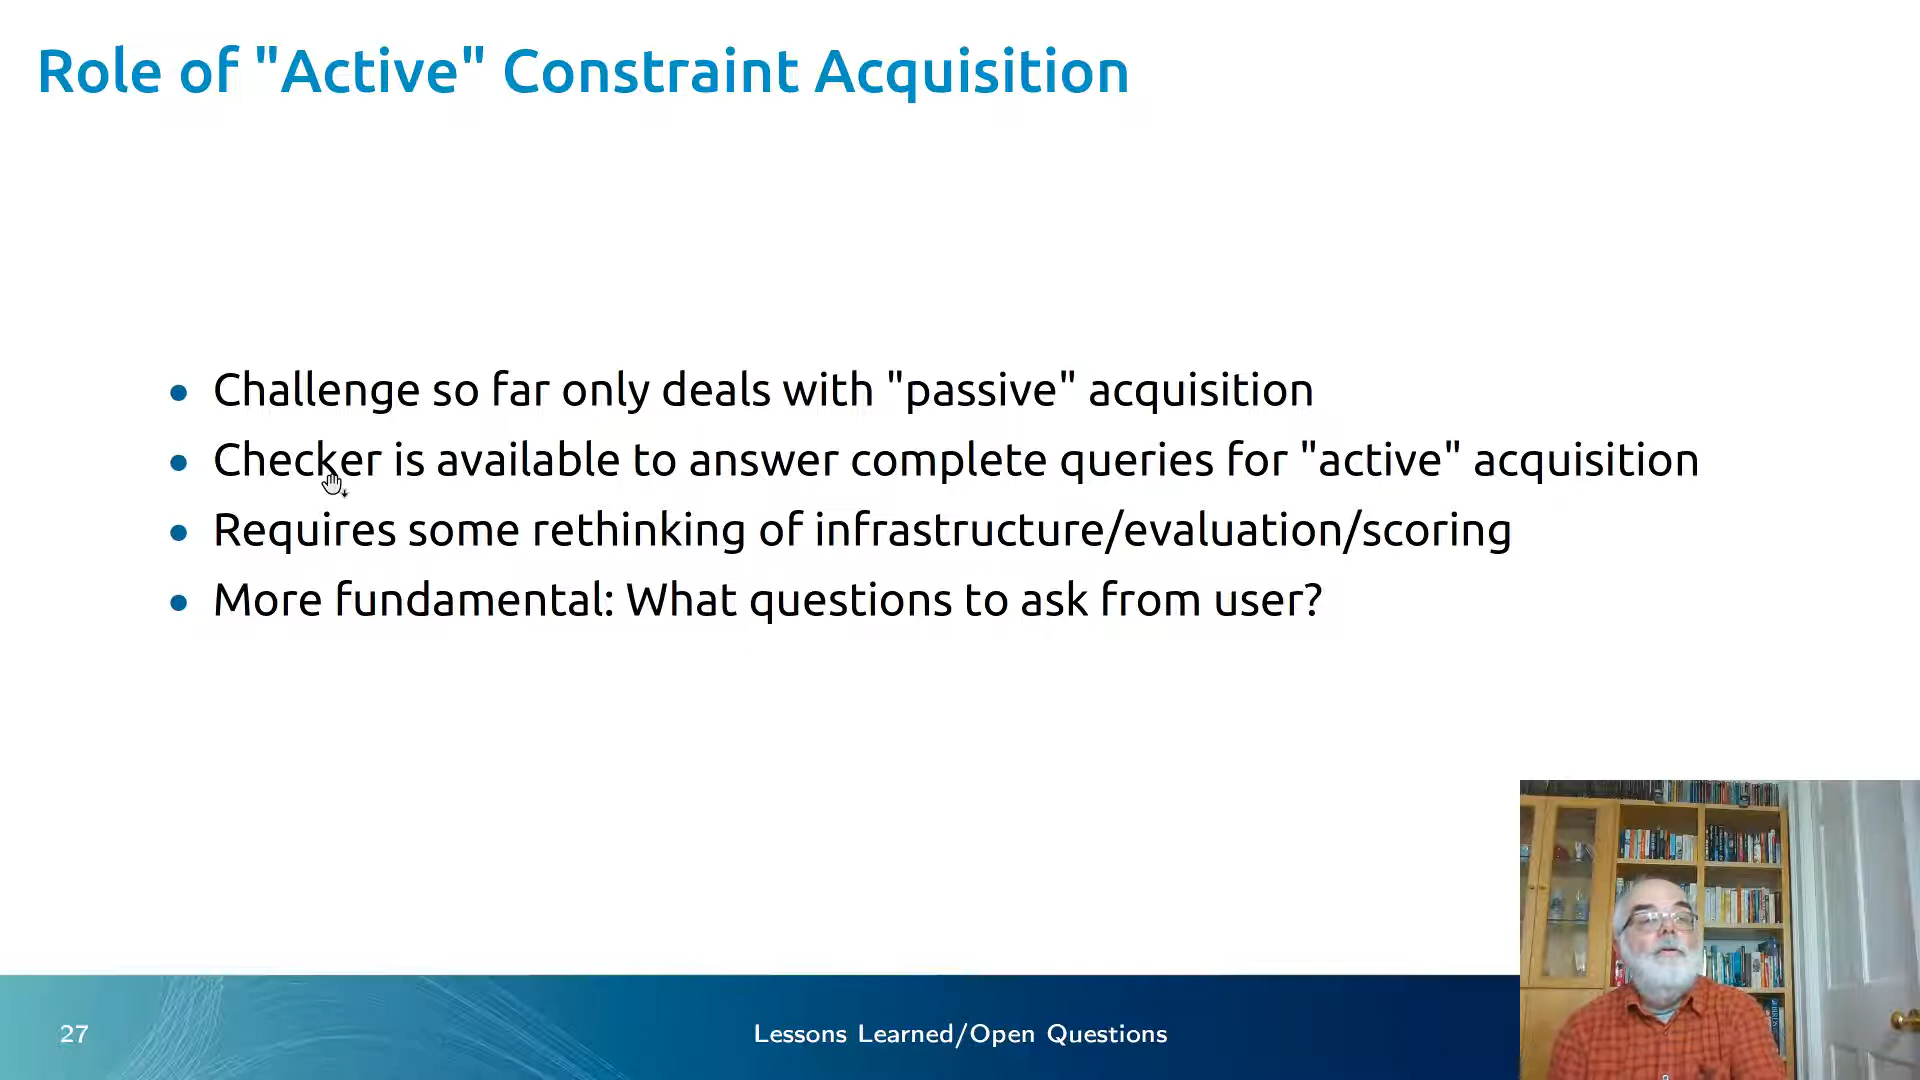 Role of "Active" Constraint Acquisition
Challenge so far only deals with "passive" acquisition
Checker is available to answer complete queries for "active" acquisition
Requires some rethinking of infrastructure/evaluation/scoring
More fundamental: What questions to ask from user?
27
Lessons Learned/Open Questions